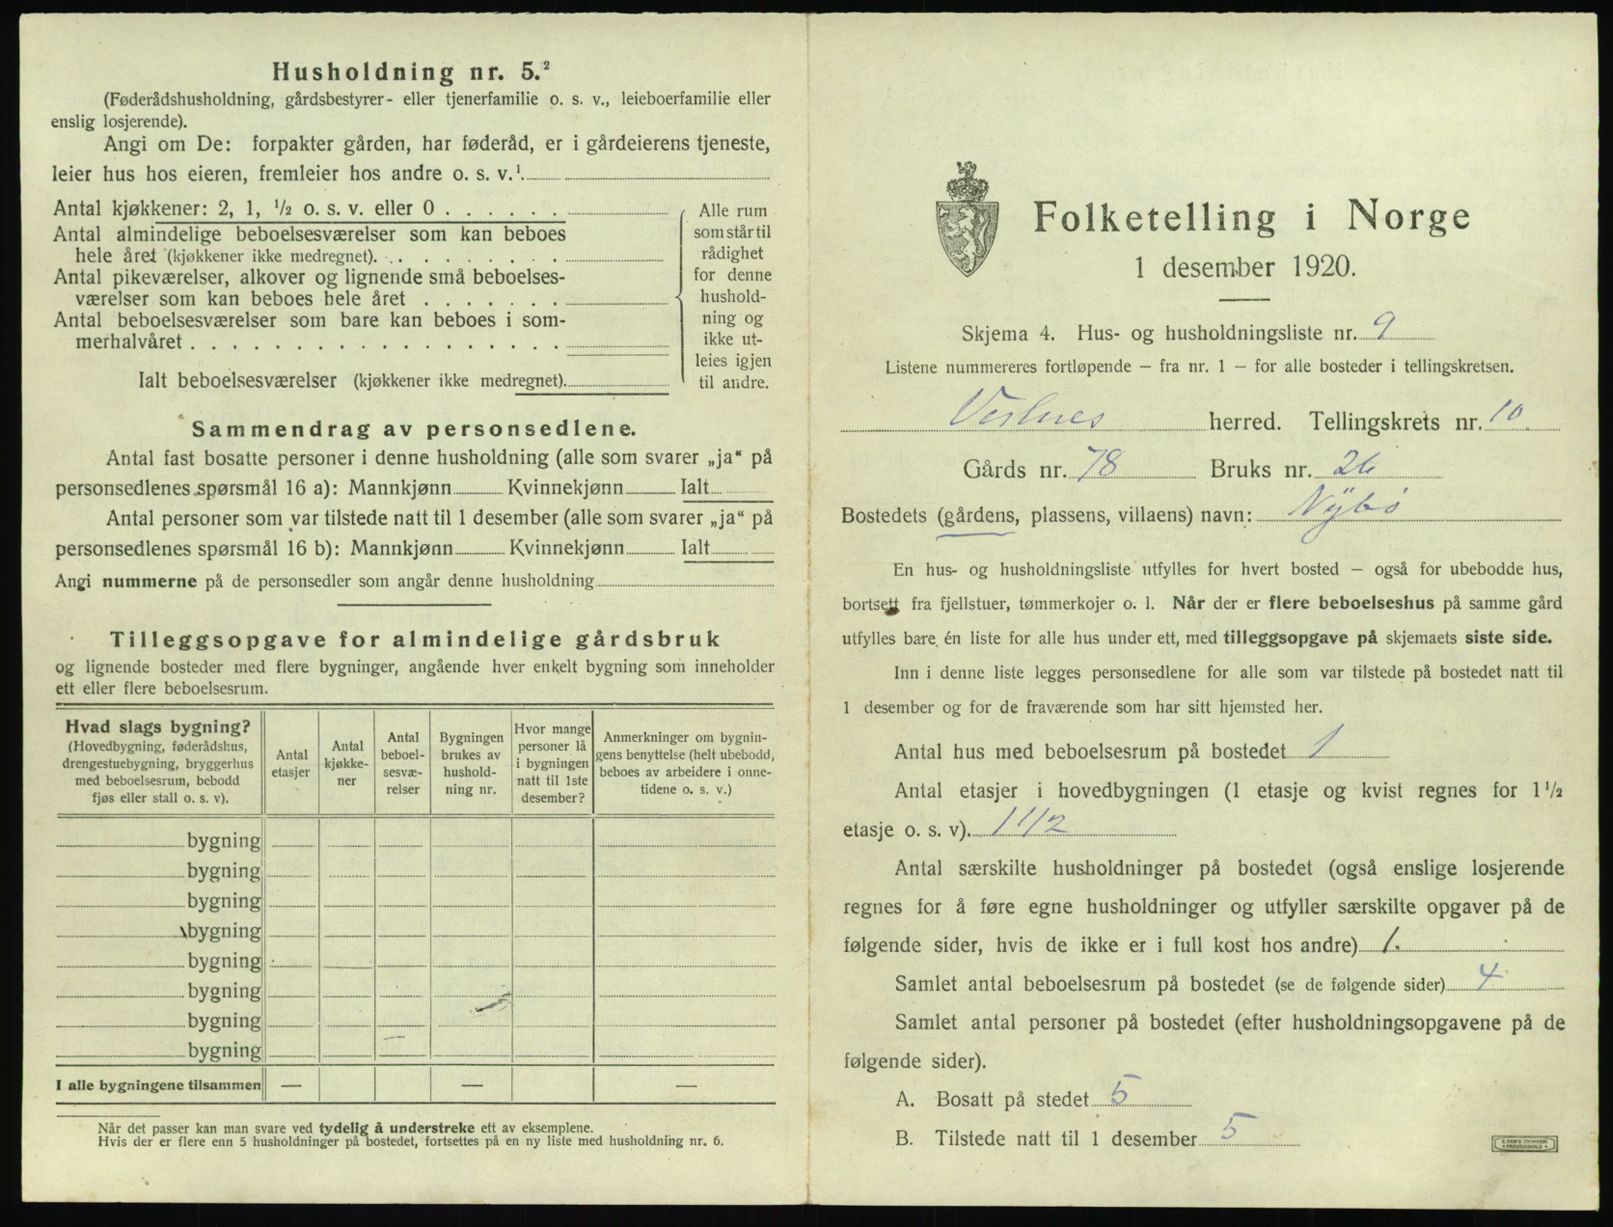 Husholdning nr. 5.²
(Føderådshusholdning, gårdsbestyrer- eller tjenerfamilie o. s. v., leieboerfamilie eller
enslig losjerende).
Angi om De: forpakter gården, har føderåd, er i gårdeierens tjeneste,
leier hus hos eieren, fremleier hos andre o. s. v.¹
Antal kjøkkener: 2, 1, ½ o. s. v. eller 0 . . . . . .
Antal almindelige beboelsesværelser som kan beboes
hele året (kjøkkener ikke medregnet). . . . . . . . .
Antal pikeværelser, alkover og lignende små beboelses-
værelser som kan beboes hele året . . . . . . .
Antal beboelsesværelser som bare kan beboes i som-
merhalvåret . . . . . . . . . . . . . . . . .
Ialt beboelsesværelser (kjøkkener ikke medregnet).
Alle rum
som står til
rådighet
for denne
hushold-
ning og
ikke ut-
leies igjen
til andre.
Sammendrag av personsedlene.
Antal fast bosatte personer i denne husholdning (alle som svarer „ja“ på
personsedlenes spørsmål 16 a): Mannkjønn Kvinnekjønn Ialt
Antal personer som var tilstede natt til 1 desember (alle som svarer „ja“ på
personsedlenes spørsmål 16 b): Mannkjønn Kvinnekjønn Ialt
Angi nummerne på de personsedler som angår denne husholdning
Tilleggsopgave for almindelige gårdsbruk
og lignende bosteder med flere bygninger, angående hver enkelt bygning som inneholder
ett eller flere beboelsesrum.
Hvad slags bygning?
(Hovedbygning, føderådshus,
drengestuebygning, bryggerhus
med beboelsesrum, bebodd
fjøs eller stall o. s. v).
Antal
etasjer
Antal
kjøkke-
ner
Antal
beboel-
sesvæ-
relser
Bygningen
brukes av
hushold-
ning nr.
Hvor mange
personer lå
i bygningen
natt til 1ste
desember?
Anmerkninger om bygnin-
gens benyttelse (helt ubebodd,
beboes av arbeidere i onne-
tidene o. s. v.)
bygning
bygning
bygning
bygning
bygning
bygning
bygning
bygning
I alle bygningene tilsammen — — —
Når det passer kan man svare ved tydelig å understreke ett av eksemplene.
Hvis der er flere enn 5 husholdninger på bostedet, fortsettes på en ny liste med husholdning nr. 6.
Folketelling i Norge
1 desember 1920.
Skjema 4. Hus- og husholdningsliste nr. 9
Listene nummereres fortløpende — fra nr. 1 — for alle bosteder i tellingskretsen.
Vestnes herred. Tellingskrets nr. 10
Gårds nr. 78 Bruks nr. 26
Bostedets (gårdens, plassens, villaens) navn: Nybø
En hus- og husholdningsliste utfylles for hvert bosted — også for ubebodde hus,
bortsett fra fjellstuer, tømmerkojer o. l. Når der er flere beboelseshus på samme gård
utfylles bare én liste for alle hus under ett, med tilleggsopgave på skjemaets siste side.
Inn i denne liste legges personsedlene for alle som var tilstede på bostedet natt til
1 desember og for de fraværende som har sitt hjemsted her.
Antal hus med beboelsesrum på bostedet 1
Antal etasjer i hovedbygningen (1 etasje og kvist regnes for 1½
etasje o. s. v). 1 1/2
Antal særskilte husholdninger på bostedet (også enslige losjerende
regnes for å føre egne husholdninger og utfyller særskilte opgaver på de
følgende sider, hvis de ikke er i full kost hos andre) 1.
Samlet antal beboelsesrum på bostedet (se de følgende sider) 4
Samlet antal personer på bostedet (efter husholdningsopgavene på de
følgende sider).
A. Bosatt på stedet 5
B. Tilstede natt til 1 desember 5